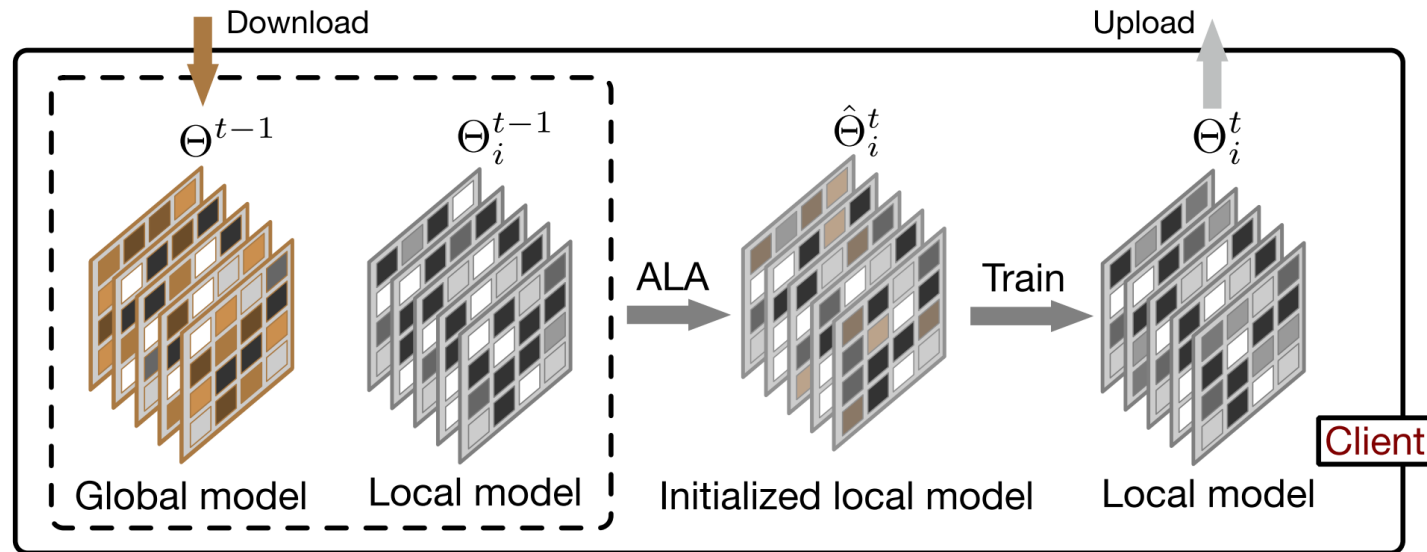 Download
Upload
Θ^{t−1}
Θ_i^{t−1}
Θ̂_i^t
Θ_i^t
ALA
Train
Client
Global model
Local model
Initialized local model
Local model